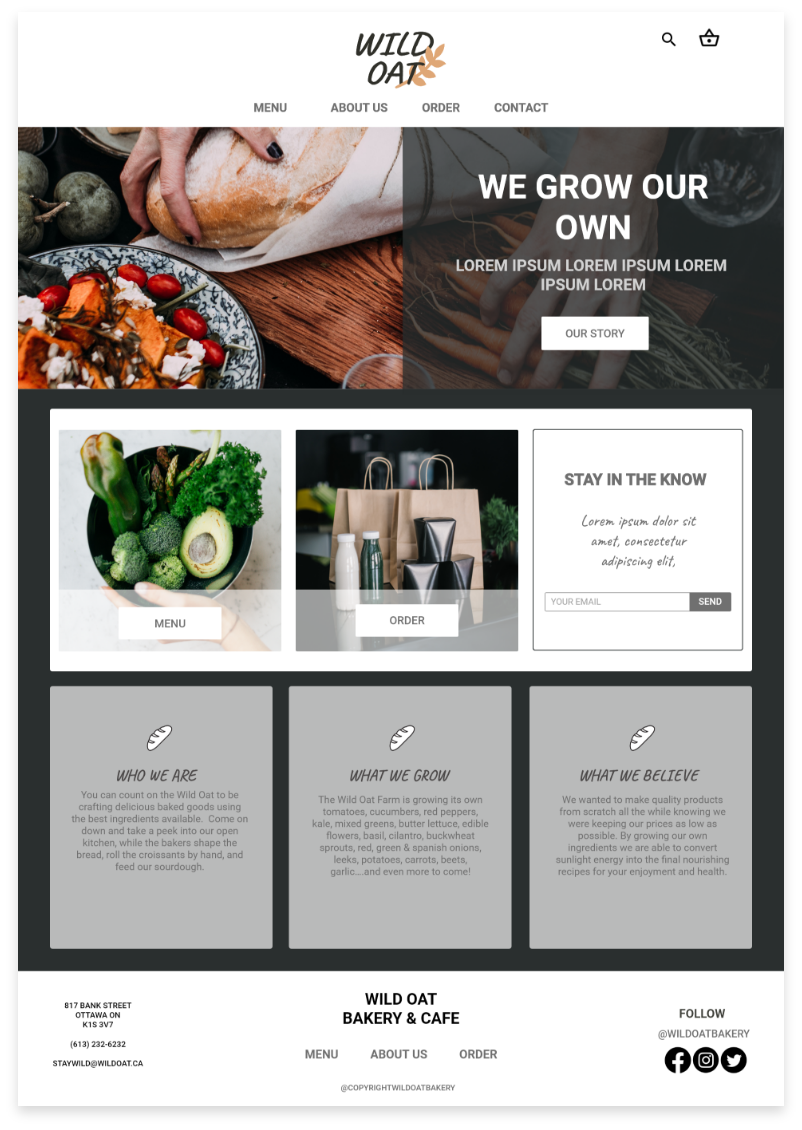 WILD
OAT
MENU ABOUT US ORDER CONTACT
WE GROW OUR
OWN
LOREM IPSUM LOREM IPSUM LOREM
IPSUM LOREM
OUR STORY
MENU
ORDER
STAY IN THE KNOW
Lorem ipsum dolor sit
amet, consectetur
adipiscing elit,
YOUR EMAIL SEND
WHO WE ARE
You can count on the Wild Oat to be
crafting delicious baked goods using
the best ingredients available. Come on
down and take a peek into our open
kitchen, while the bakers shape the
bread, roll the croissants by hand, and
feed our sourdough.
WHAT WE GROW
The Wild Oat Farm is growing its own
tomatoes, cucumbers, red peppers,
kale, mixed greens, butter lettuce, edible
flowers, basil, cilantro, buckwheat
sprouts, red, green & spanish onions,
leeks, potatoes, carrots, beets,
garlic....and even more to come!
WHAT WE BELIEVE
We wanted to make quality products
from scratch all the while knowing we
were keeping our prices as low as
possible. By growing our own
ingredients we are able to convert
sunlight energy into the final nourishing
recipes for your enjoyment and health.
817 BANK STREET
OTTAWA ON
K1S 3V7
(613) 232-6232
STAYWILD@WILDOAT.CA
WILD OAT
BAKERY & CAFE
MENU ABOUT US ORDER
@COPYRIGHTWILDOATBAKERY
FOLLOW
@WILDOATBAKERY